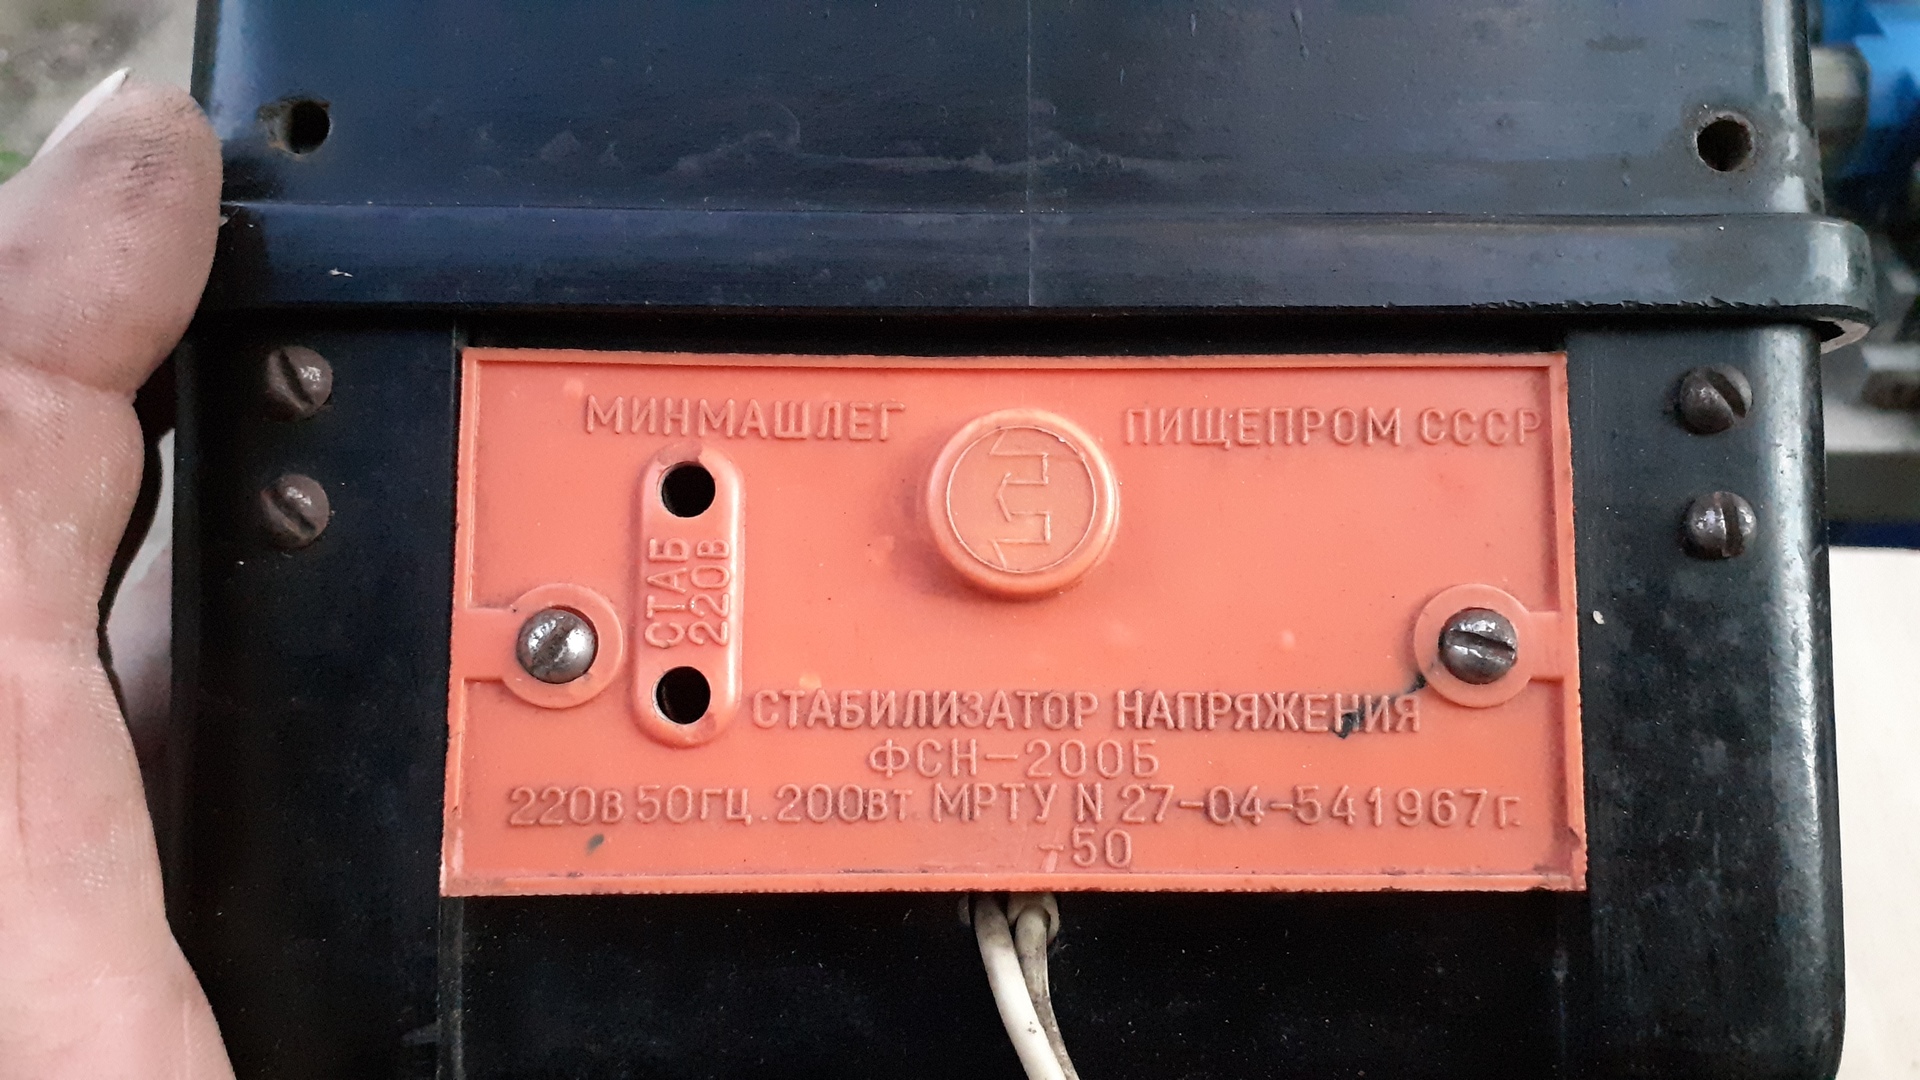 МИНМАШЛЕГ ПИЩЕПРОМ СССР
СТАБ
220В
СТАБИЛИЗАТОР НАПРЯЖЕНИЯ
ФСН-200Б
220В 50ГЦ. 200ВТ. МРТУ N 27-04-541967г.
-50